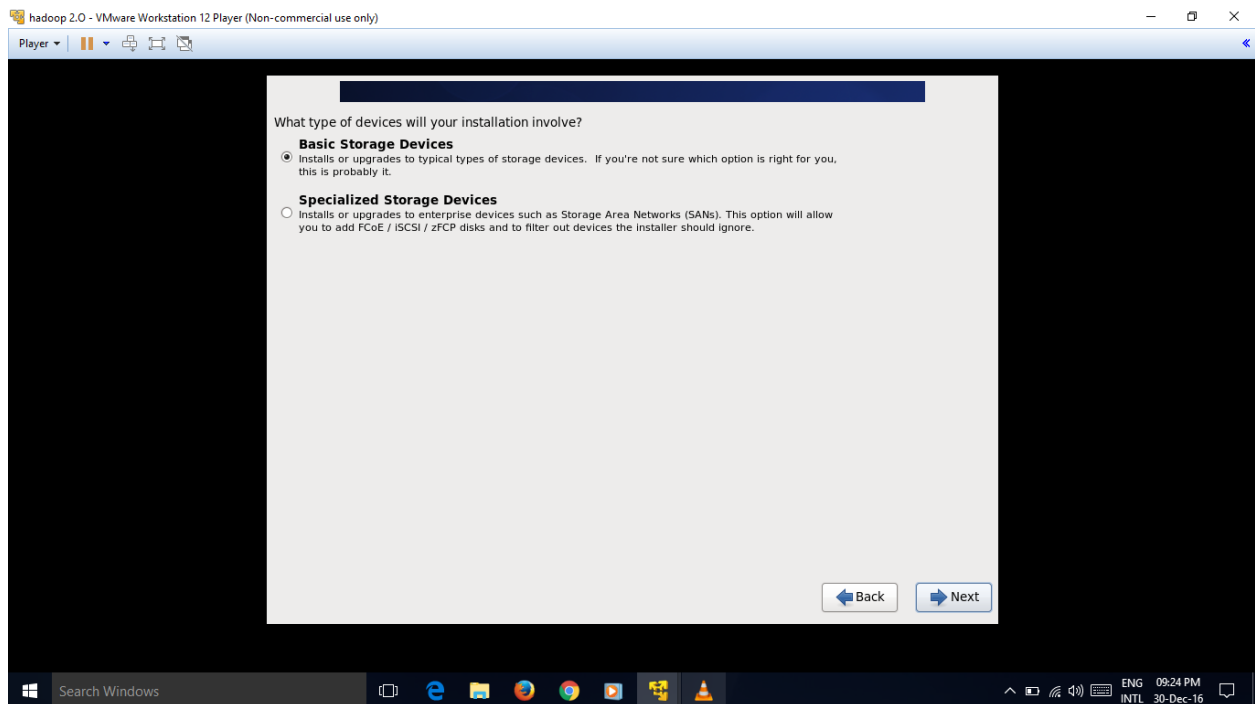 hadoop 2.O - VMware Workstation 12 Player (Non-commercial use only)
Player
What type of devices will your installation involve?
Basic Storage Devices
Installs or upgrades to typical types of storage devices.  If you're not sure which option is right for you,
this is probably it.
Specialized Storage Devices
Installs or upgrades to enterprise devices such as Storage Area Networks (SANs). This option will allow
you to add FCoE / iSCSI / zFCP disks and to filter out devices the installer should ignore.
Back
Next
Search Windows
ENG
INTL
09:24 PM
30-Dec-16